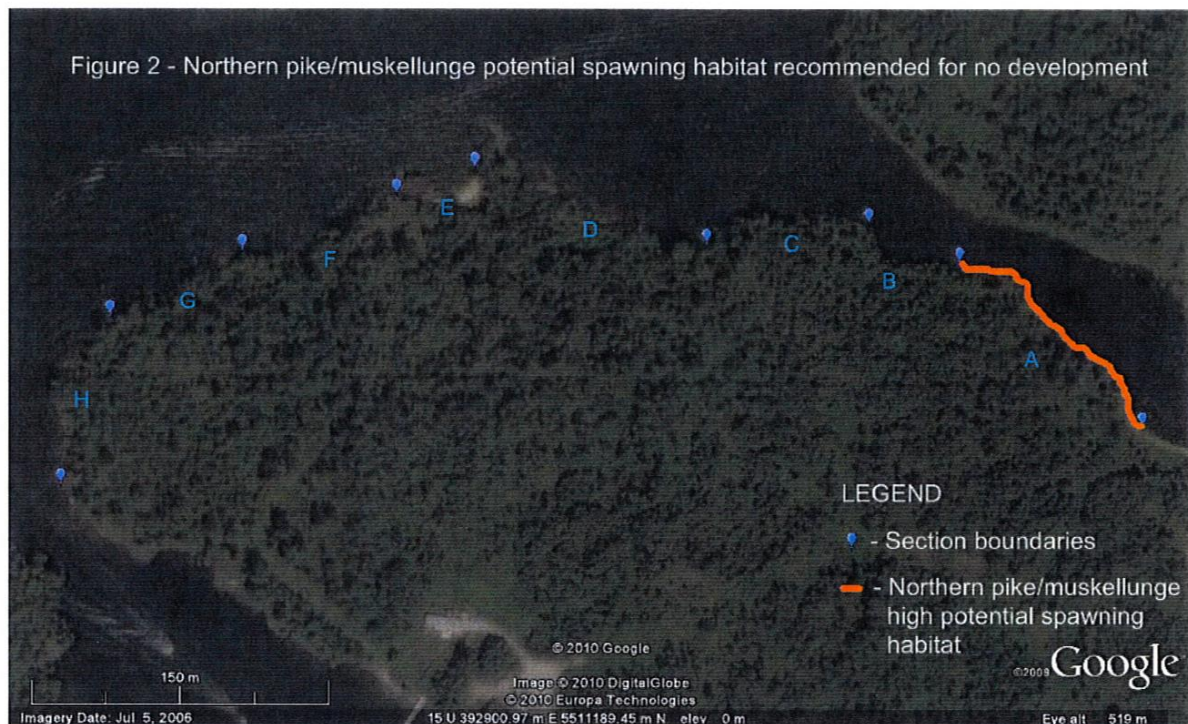 Figure 2 - Northern pike/muskellunge potential spawning habitat recommended for no development
E
D
C
F
B
G
A
H
LEGEND
- Section boundaries
- Northern pike/muskellunge
high potential spawning
habitat
© 2010 Google
©2009 Google
150 m
Image © 2010 DigitalGlobe
© 2010 Europa Technologies
Imagery Date: Jul 5, 2006
15 U 392900.97 m E 5511189.45 m N elev 0 m
Eye alt 519 m